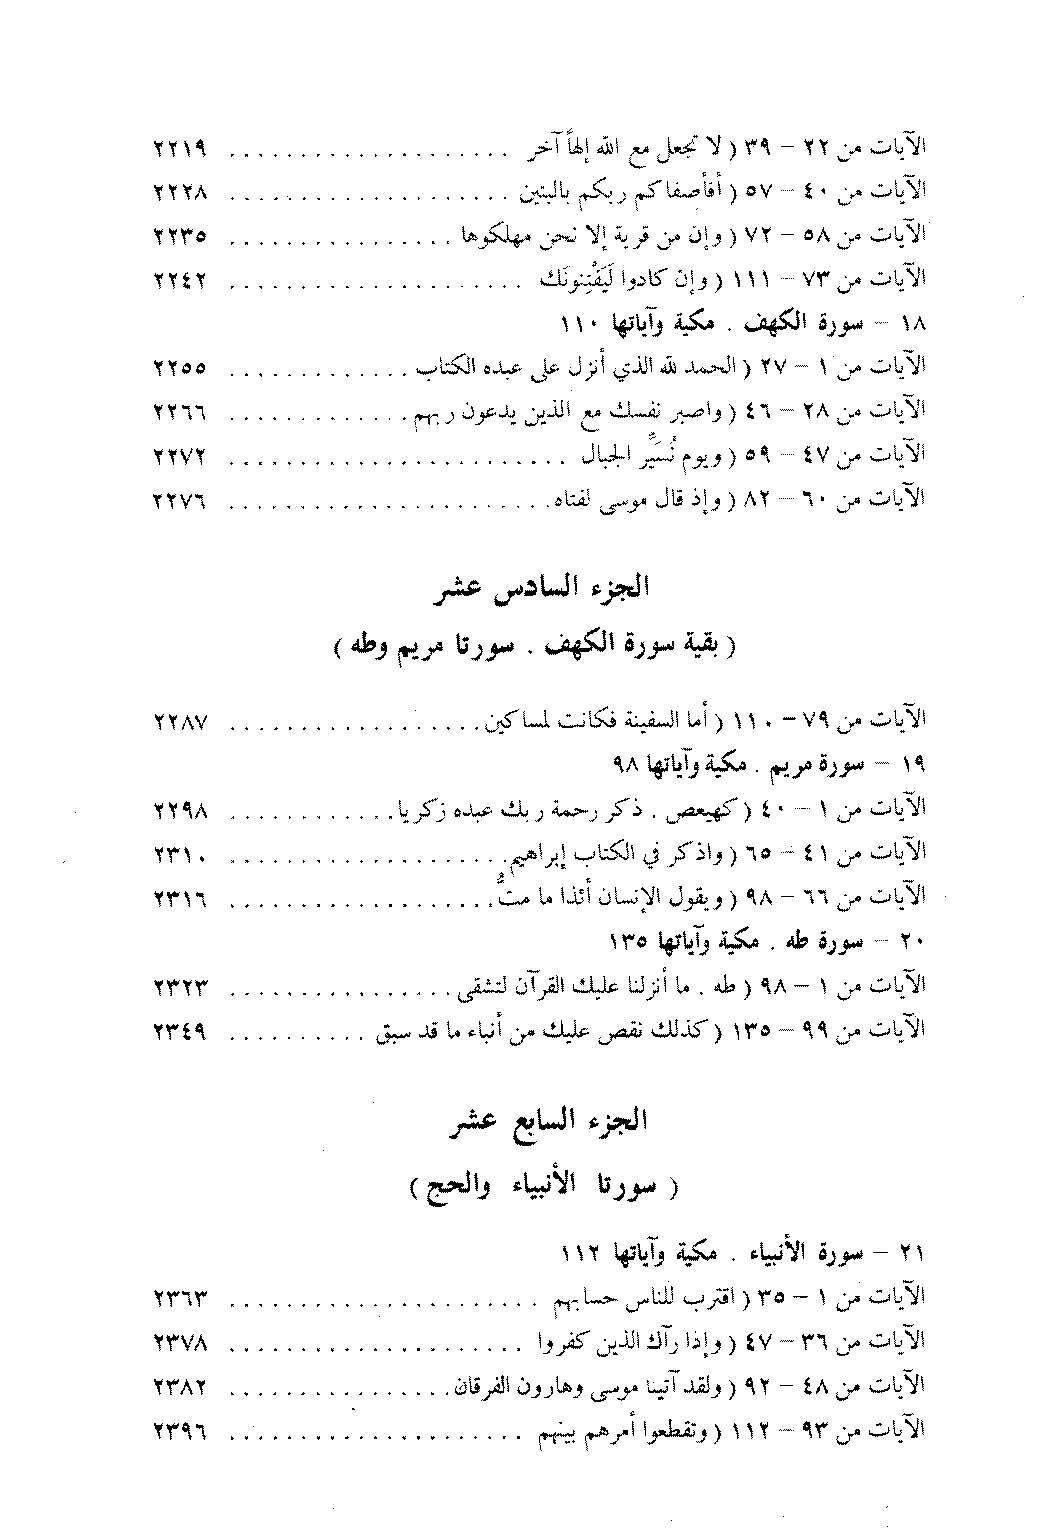 الآيات من ٢٢ – ٣٩ ( لا تجعل مع الله إلهاً آخر . . . . . . . . . . . . . . . . . . . . ٢٢١٩
الآيات من ٤٠ – ٥٧ ( أفأصفاكم ربكم بالبنين . . . . . . . . . . . . . . . . . . . . ٢٢٢٨
الآيات من ٥٨ – ٧٢ ( وإن من قرية إلا نحن مهلكوها . . . . . . . . . . . . . . . . ٢٢٣٥
الآيات من ٧٣ – ١١١ ( وإن كادوا لَيَفْتِنونَك . . . . . . . . . . . . . . . . . . . . . ٢٢٤٢
١٨ – سورة الكهف . مكية وآياتها ١١٠
الآيات من ١ – ٢٧ ( الحمد لله الذي أنزل على عبده الكتاب . . . . . . . . . . . . . ٢٢٥٥
الآيات من ٢٨ – ٤٦ ( واصبر نفسك مع الذين يدعون ربهم . . . . . . . . . . . . . ٢٢٦٦
الآيات من ٤٧ – ٥٩ ( ويوم نُسَيِّر الجبال . . . . . . . . . . . . . . . . . . . . . . . . ٢٢٧٢
الآيات من ٦٠ – ٨٢ ( وإذ قال موسى لفتاه . . . . . . . . . . . . . . . . . . . . . . . ٢٢٧٦
الجزء السادس عشر
( بقية سورة الكهف . سورتا مريم وطه )
الآيات من ٧٩ – ١١٠ ( أما السفينة فكانت لمساكين . . . . . . . . . . . . . . . . . . ٢٢٨٧
١٩ – سورة مريم . مكية وآياتها ٩٨
الآيات من ١ – ٤٠ ( كهيعص . ذكر رحمة ربك عبده زكريا . . . . . . . . . . . . ٢٢٩٨
الآيات من ٤١ – ٦٥ ( واذكر في الكتاب إبراهيم . . . . . . . . . . . . . . . . . . . . ٢٣١٠
الآيات من ٦٦ – ٩٨ ( ويقول الإنسان أئذا ما متُّ . . . . . . . . . . . . . . . . . . . ٢٣١٦
٢٠ – سورة طه . مكية وآياتها ١٣٥
الآيات من ١ – ٩٨ ( طه . ما أنزلنا عليك القرآن لتشقى . . . . . . . . . . . . . . . . ٢٣٢٣
الآيات من ٩٩ – ١٣٥ ( كذلك نقص عليك من أنباء ما قد سبق . . . . . . . . . . ٢٣٤٩
الجزء السابع عشر
( سورتا الأنبياء والحج )
٢١ – سورة الأنبياء . مكية وآياتها ١١٢
الآيات من ١ – ٣٥ ( اقترب للناس حسابهم . . . . . . . . . . . . . . . . . . . . . . ٢٣٦٣
الآيات من ٣٦ – ٤٧ ( وإذا رآك الذين كفروا . . . . . . . . . . . . . . . . . . . . . ٢٣٧٨
الآيات من ٤٨ – ٩٢ ( ولقد آتينا موسى وهارون الفرقان . . . . . . . . . . . . . . . . ٢٣٨٢
الآيات من ٩٣ – ١١٢ ( وتقطعوا أمرهم بينهم . . . . . . . . . . . . . . . . . . . . . ٢٣٩٦